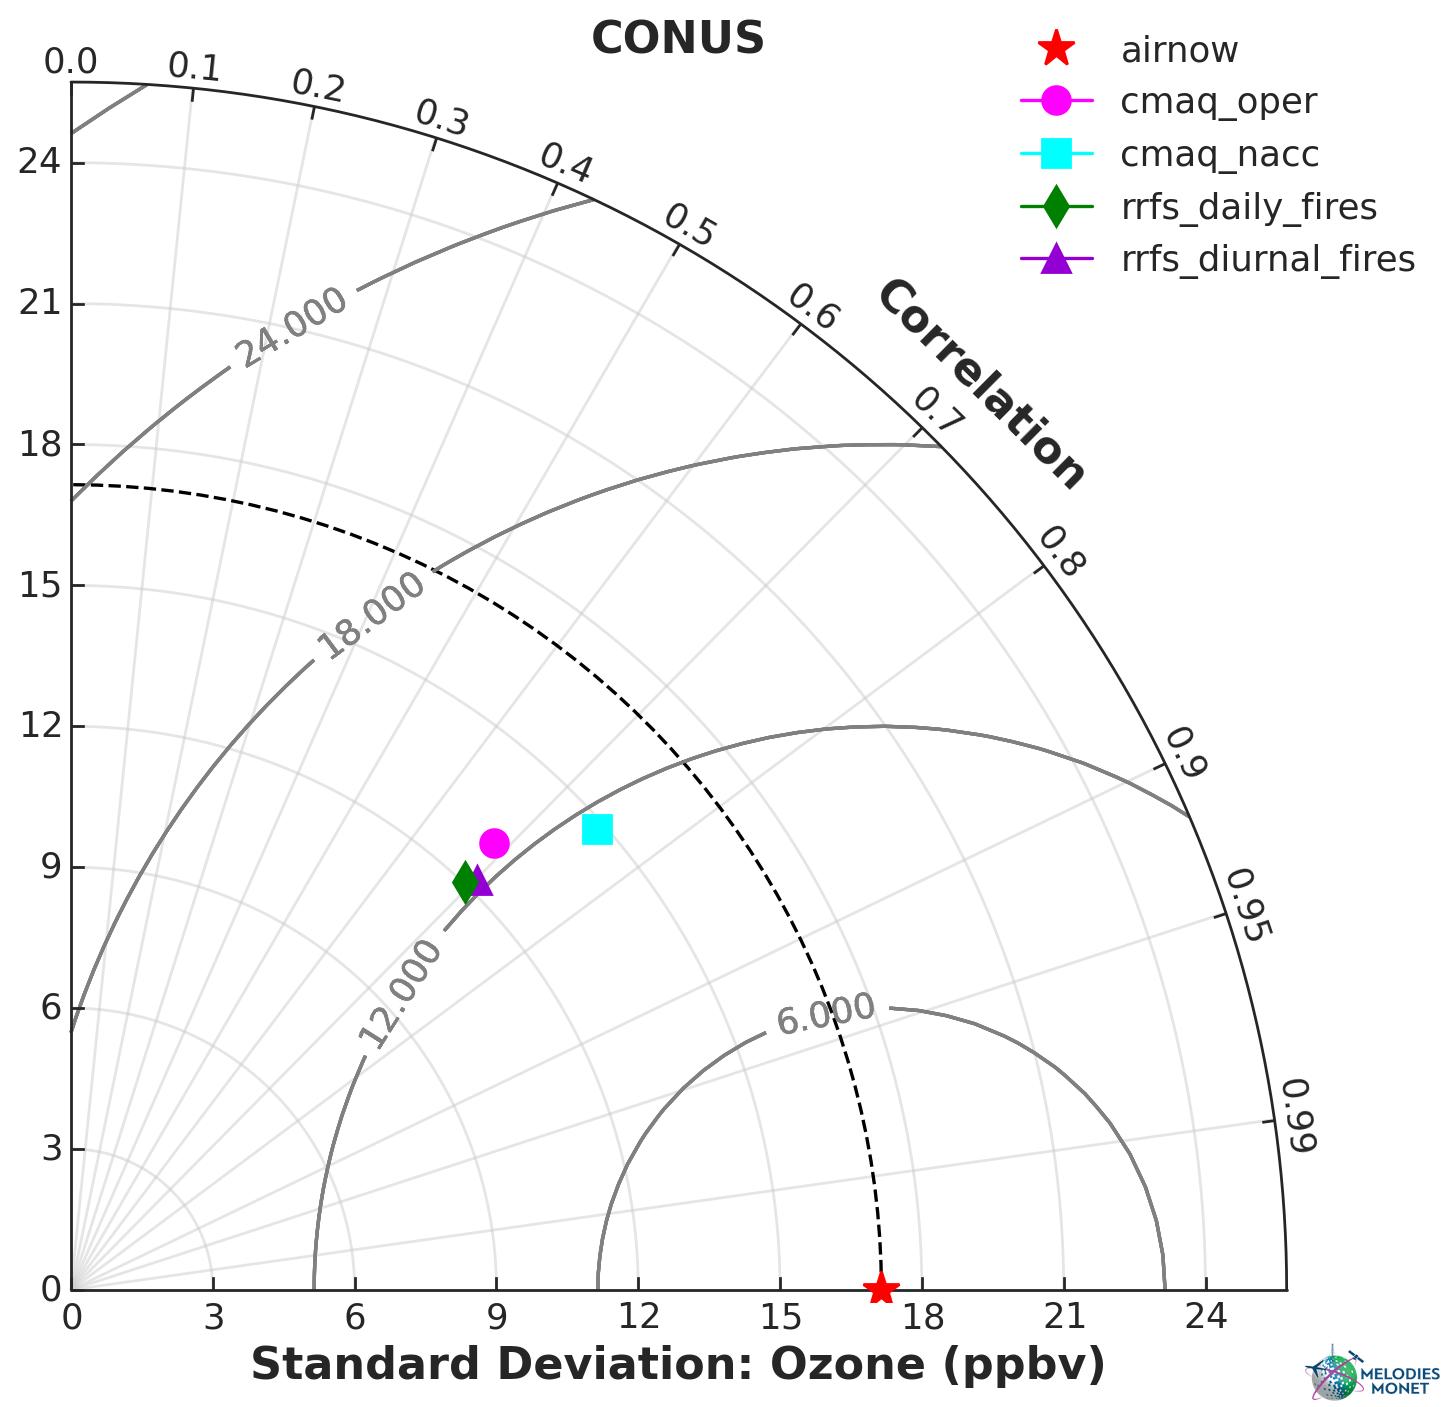 CONUS
airnow
cmaq_oper
cmaq_nacc
rrfs_daily_fires
rrfs_diurnal_fires
0.0
0.1
0.2
0.3
0.4
0.5
0.6
0.7
0.8
0.9
0.95
0.99
Correlation
24
21
18
15
12
9
6
3
0
24.000
18.000
12.000
6.000
0 3 6 9 12 15 18 21 24
Standard Deviation: Ozone (ppbv)
MELODIES
MONET